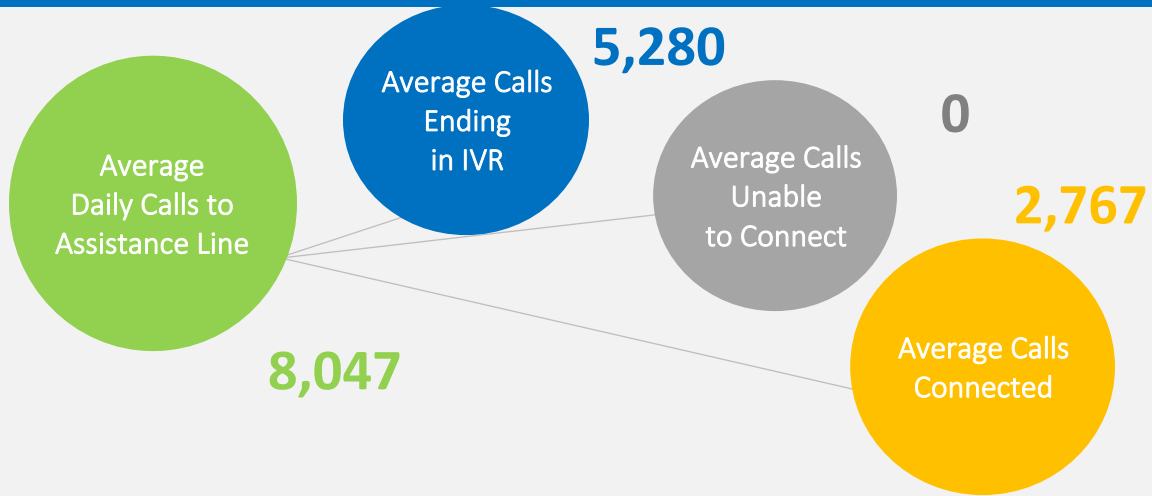 Average
Daily Calls to
Assistance Line
8,047
Average Calls
Ending
in IVR
5,280
Average Calls
Unable
to Connect
0
Average Calls
Connected
2,767